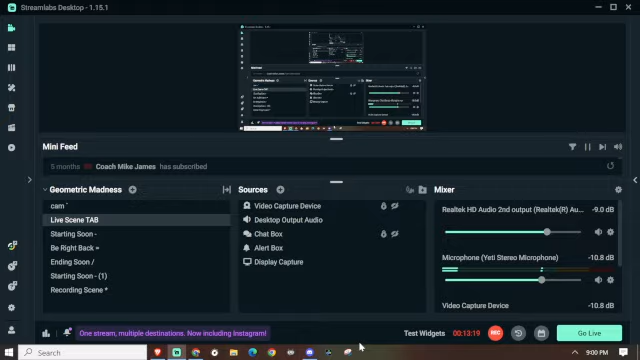 Streamlabs Desktop - 1.15.1
Mini Feed
5 months Coach Mike James has subscribed
Geometric Madness
cam `
Live Scene TAB
Starting Soon -
Be Right Back =
Ending Soon /
Starting Soon - (1)
Recording Scene *
Sources
Video Capture Device
Desktop Output Audio
Chat Box
Alert Box
Display Capture
Mixer
Realtek HD Audio 2nd output (Realtek(R) Au... -9.0 dB
Microphone (Yeti Stereo Microphone) -10.8 dB
Video Capture Device -10.8 dB
One stream, multiple destinations. Now including Instagram!
Test Widgets
00:13:19
REC
Go Live
Search
9:00 PM